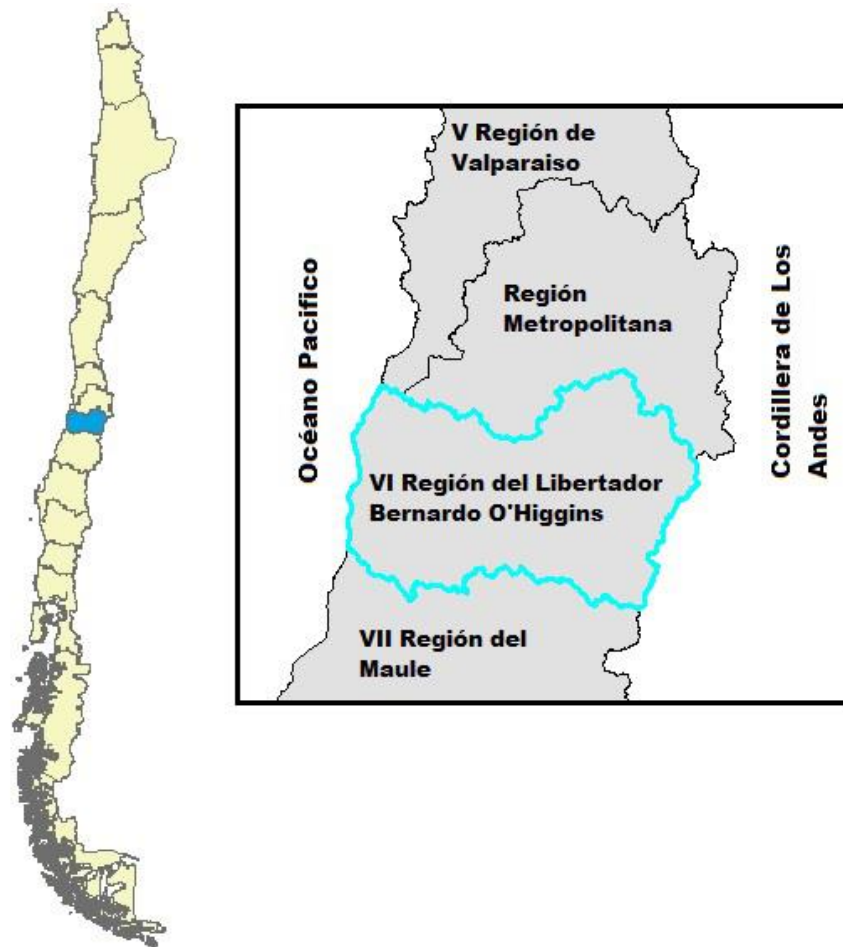 V Región de
Valparaiso
Región
Metropolitana
Océano Pacifico
Cordillera de Los
Andes
VI Región del Libertador
Bernardo O'Higgins
VII Región del
Maule